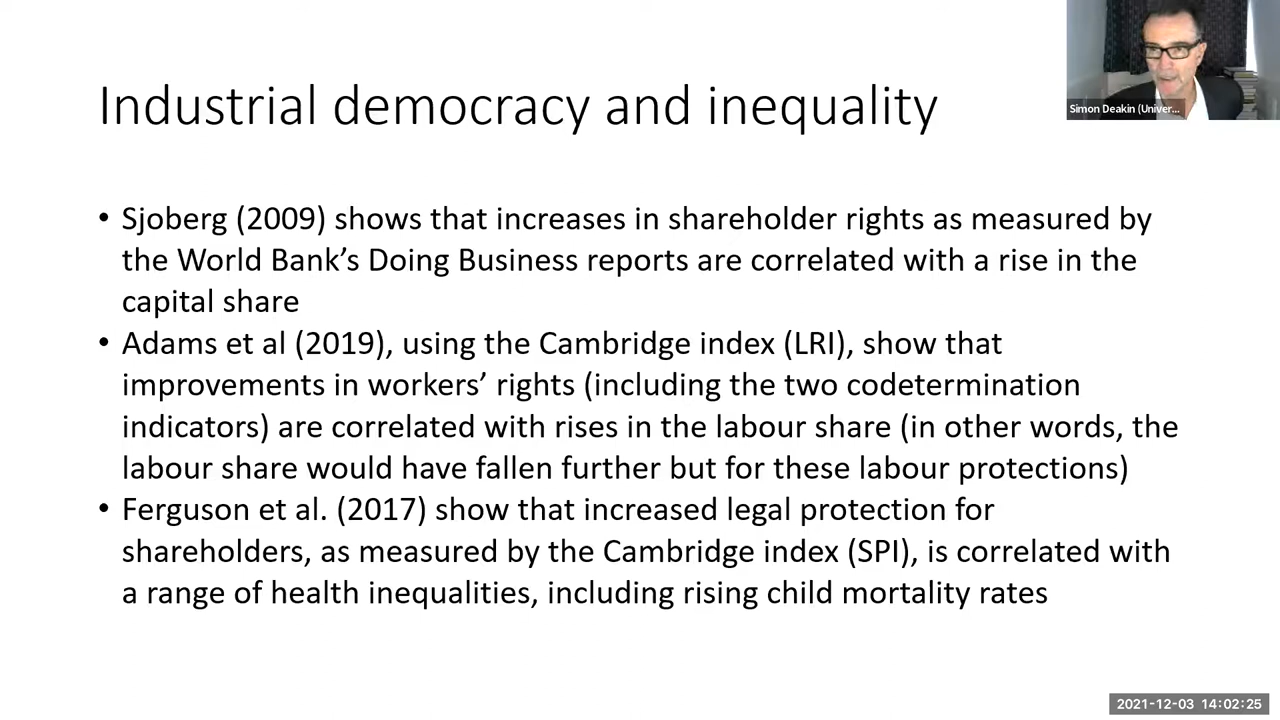 Industrial democracy and inequality
Simon Deakin (Univer...
• Sjoberg (2009) shows that increases in shareholder rights as measured by
the World Bank's Doing Business reports are correlated with a rise in the
capital share
• Adams et al (2019), using the Cambridge index (LRI), show that
improvements in workers' rights (including the two codetermination
indicators) are correlated with rises in the labour share (in other words, the
labour share would have fallen further but for these labour protections)
• Ferguson et al. (2017) show that increased legal protection for
shareholders, as measured by the Cambridge index (SPI), is correlated with
a range of health inequalities, including rising child mortality rates
2021-12-03 14:02:25